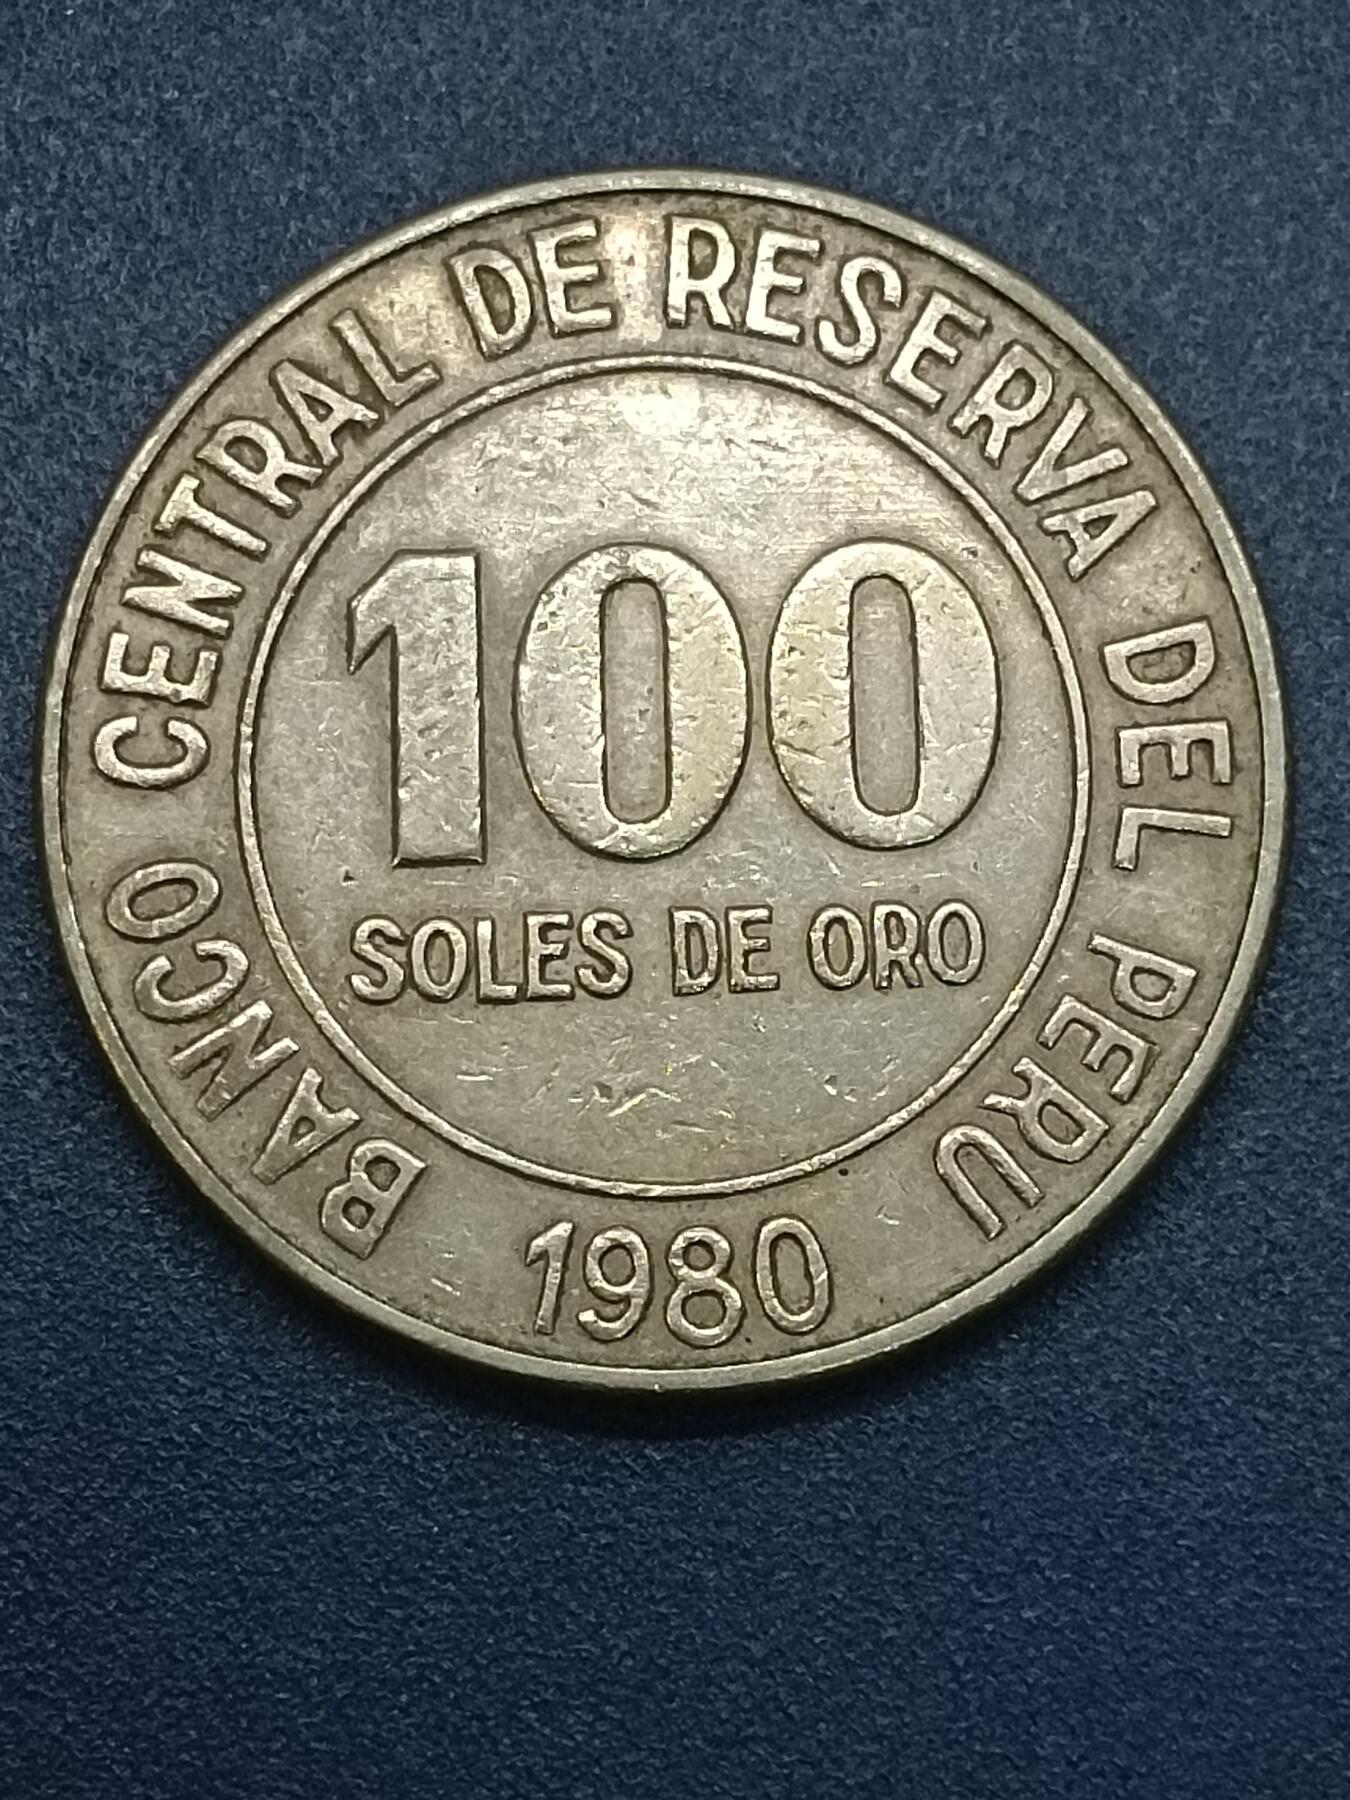 BANCO CENTRAL DE RESERVA DEL PERU
100
SOLES DE ORO
1980